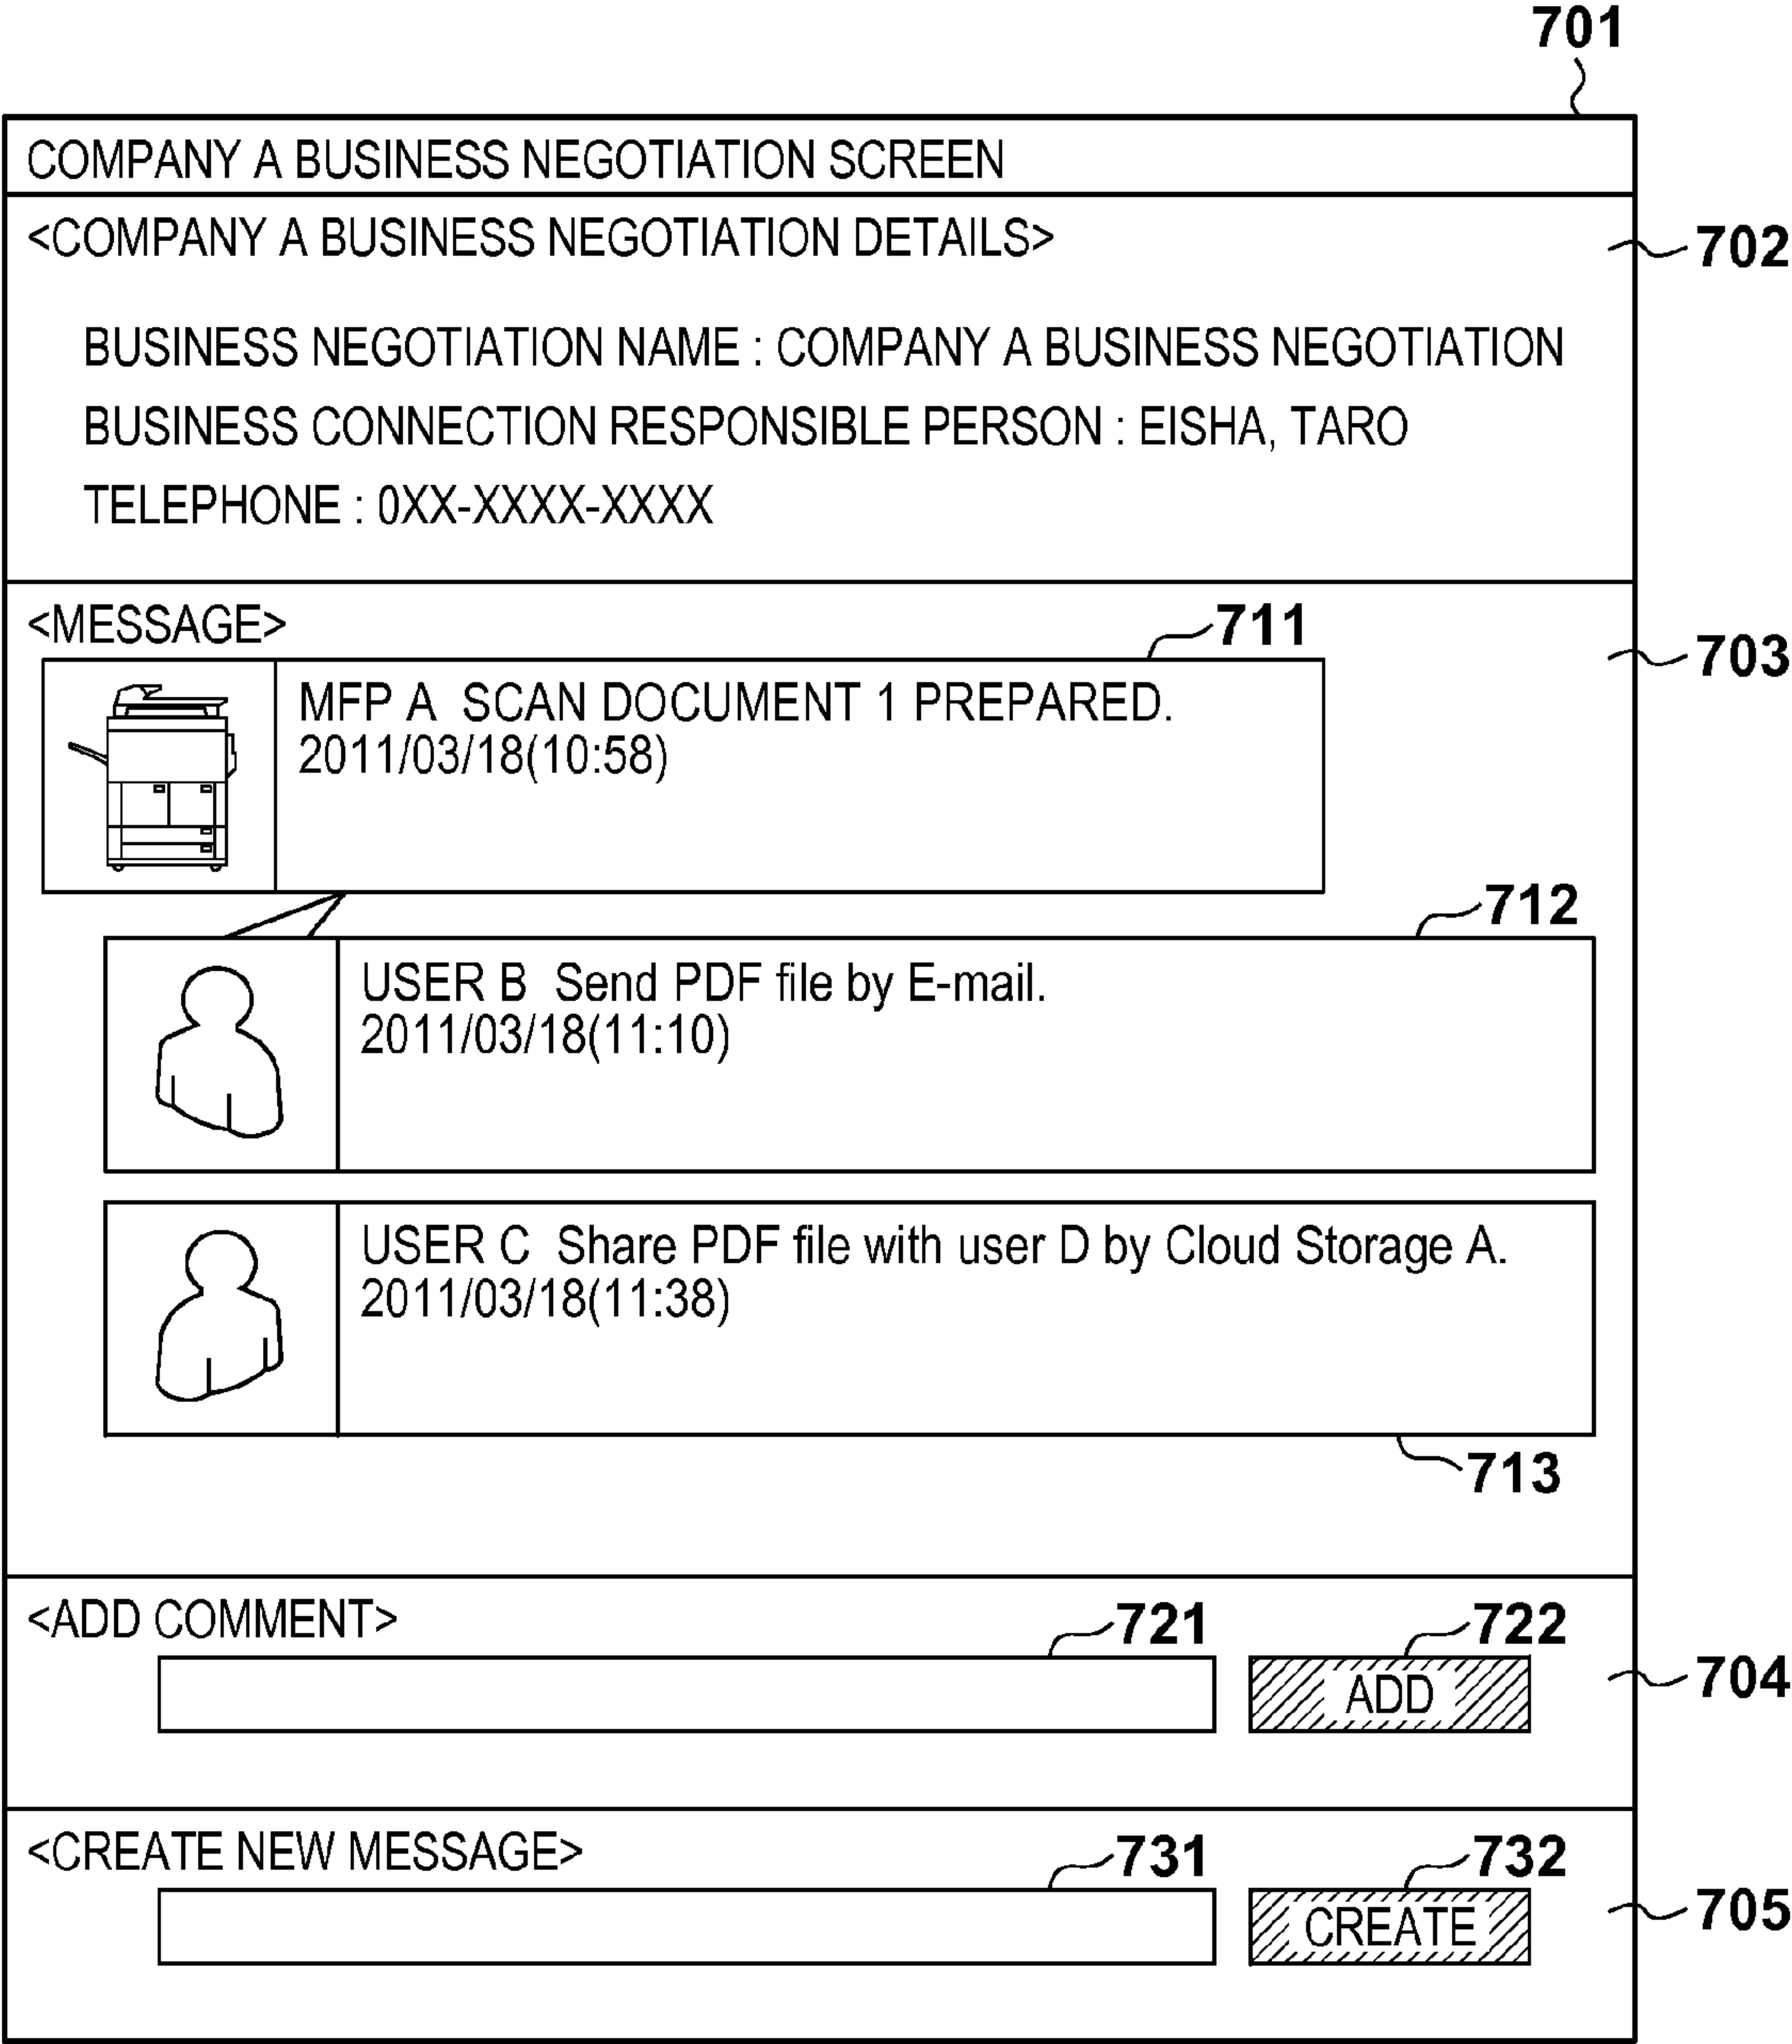 701
COMPANY A BUSINESS NEGOTIATION SCREEN
<COMPANY A BUSINESS NEGOTIATION DETAILS>
702
BUSINESS NEGOTIATION NAME : COMPANY A BUSINESS NEGOTIATION
BUSINESS CONNECTION RESPONSIBLE PERSON : EISHA, TARO
TELEPHONE : 0XX-XXXX-XXXX
<MESSAGE>
711
703
MFP A SCAN DOCUMENT 1 PREPARED.
2011/03/18(10:58)
712
USER B Send PDF file by E-mail.
2011/03/18(11:10)
USER C Share PDF file with user D by Cloud Storage A.
2011/03/18(11:38)
713
<ADD COMMENT>
721
722
ADD
704
<CREATE NEW MESSAGE>
731
732
CREATE
705